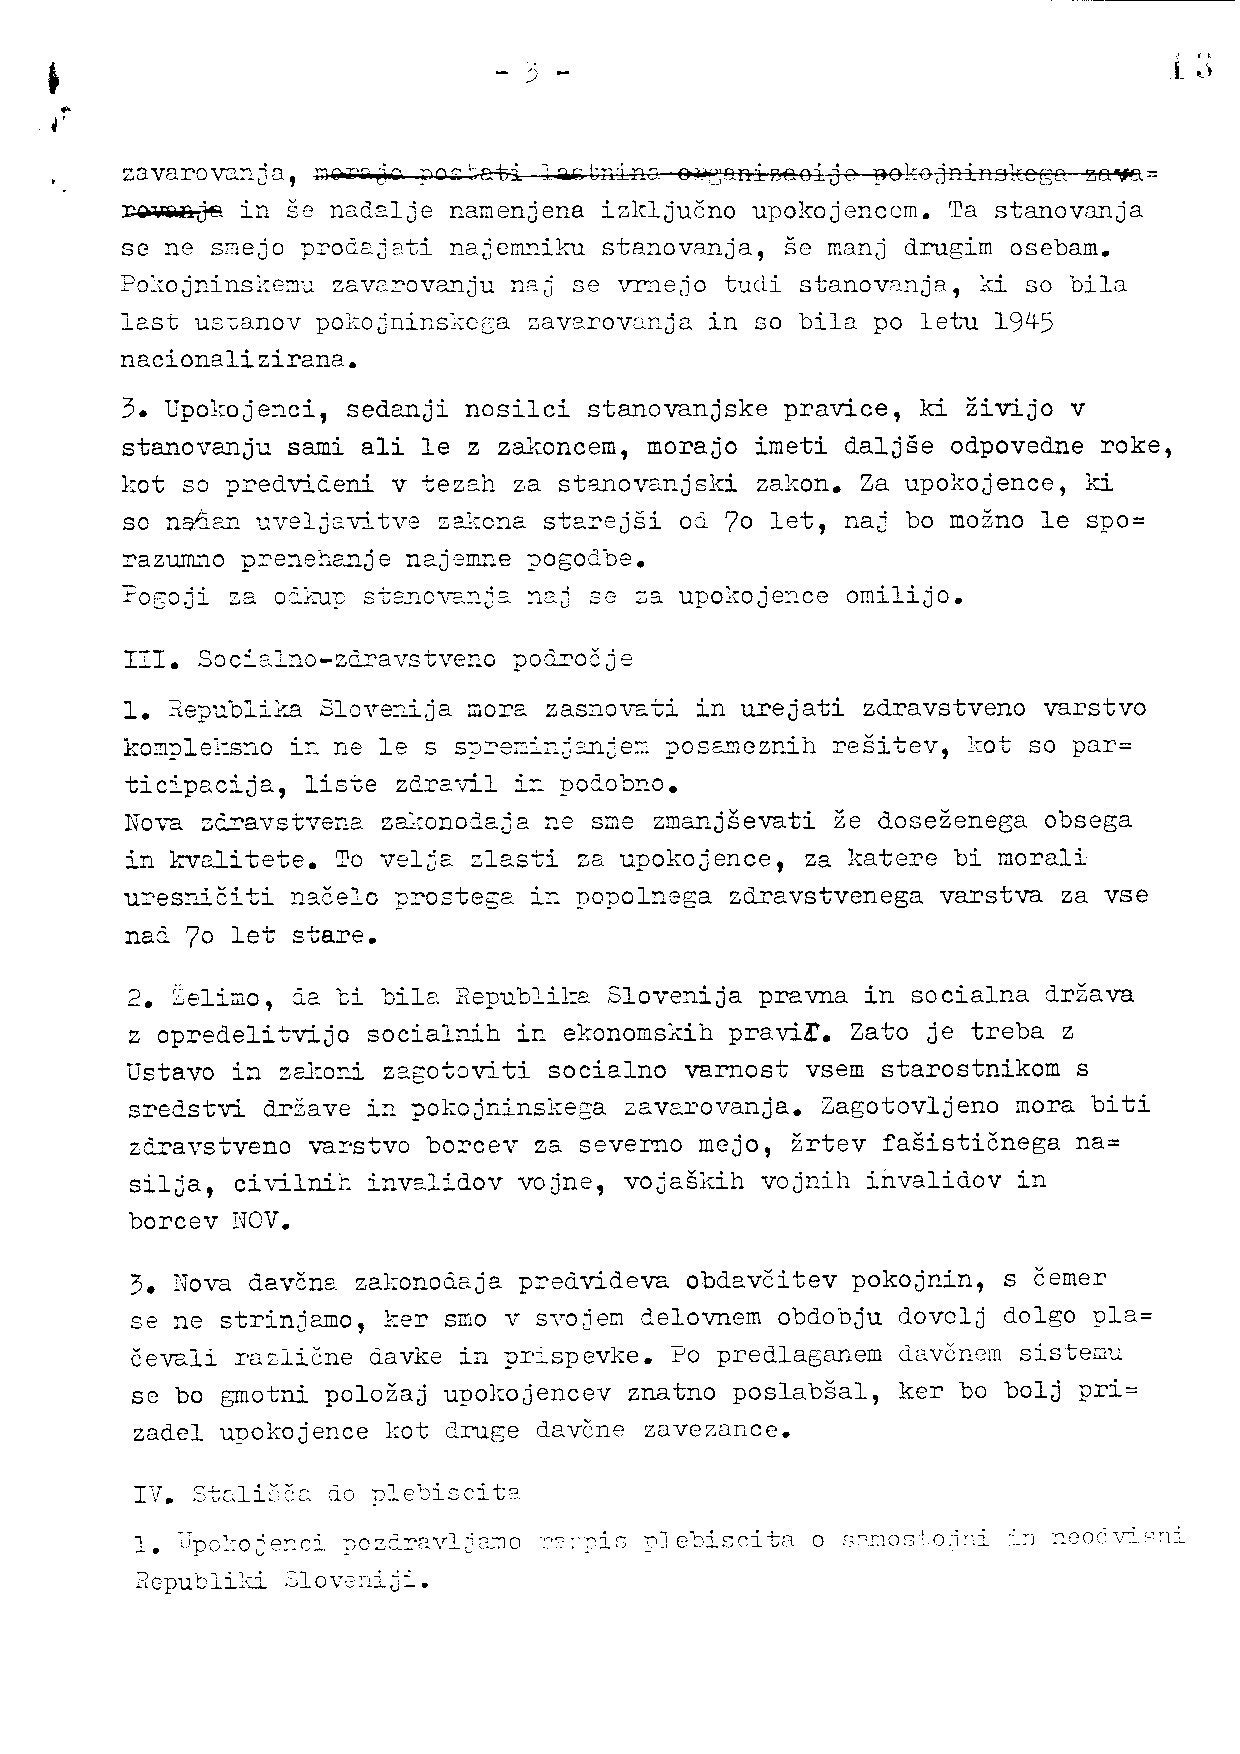 - 3 -
13
zavarovanja, morajo postati lastnina organizacije pokojninskega zava=
rovanja in še nadalje namenjena izključno upokojencem. Ta stanovanja
se ne smejo prodajati najemniku stanovanja, še manj drugim osebam.
Pokojninskemu zavarovanju naj se vrnejo tudi stanovanja, ki so bila
last ustanov pokojninskega zavarovanja in so bila po letu 1945
nacionalizirana.
3. Upokojenci, sedanji nosilci stanovanjske pravice, ki živijo v
stanovanju sami ali le z zakoncem, morajo imeti daljše odpovedne roke,
kot so predvideni v tezah za stanovanjski zakon. Za upokojence, ki
so na dan uveljavitve zakona starejši od 7o let, naj bo možno le spo=
razumno prenehanje najemne pogodbe.
Pogoji za odkup stanovanja naj se za upokojence omilijo.
III. Socialno-zdravstveno področje
1. Republika Slovenija mora zasnovati in urejati zdravstveno varstvo
kompleksno in ne le s spreminjanjem posameznih rešitev, kot so par=
ticipacija, liste zdravil in podobno.
Nova zdravstvena zakonodaja ne sme zmanjševati že doseženega obsega
in kvalitete. To velja zlasti za upokojence, za katere bi morali
uresničiti načelo prostega in popolnega zdravstvenega varstva za vse
nad 7o let stare.
2. Želimo, da bi bila Republika Slovenija pravna in socialna država
z opredelitvijo socialnih in ekonomskih pravic. Zato je treba z
Ustavo in zakoni zagotoviti socialno varnost vsem starostnikom s
sredstvi države in pokojninskega zavarovanja. Zagotovljeno mora biti
zdravstveno varstvo borcev za severno mejo, žrtev fašističnega na=
silja, civilnih invalidov vojne, vojaških vojnih invalidov in
borcev NOV.
3. Nova davčna zakonodaja predvideva obdavčitev pokojnin, s čemer
se ne strinjamo, ker smo v svojem delovnem obdobju dovolj dolgo pla=
čevali različne davke in prispevke. Po predlaganem davčnem sistemu
se bo gmotni položaj upokojencev znatno poslabšal, ker bo bolj pri=
zadel upokojence kot druge davčne zavezance.
IV. Stališča do plebiscita
1. Upokojenci pozdravljamo razpis plebiscita o samostojni in neodvisni
Republiki Sloveniji.